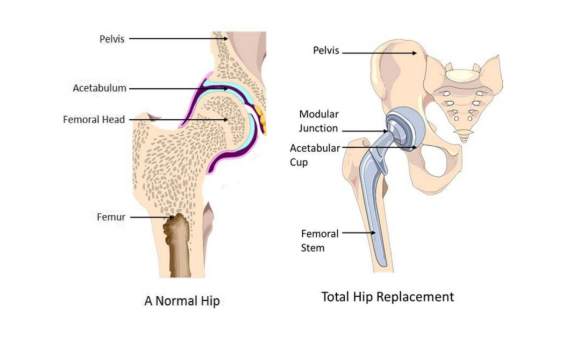 Pelvis
Acetabulum
Femoral Head
Femur
A Normal Hip
Pelvis
Modular
Junction
Acetabular
Cup
Femoral
Stem
Total Hip Replacement